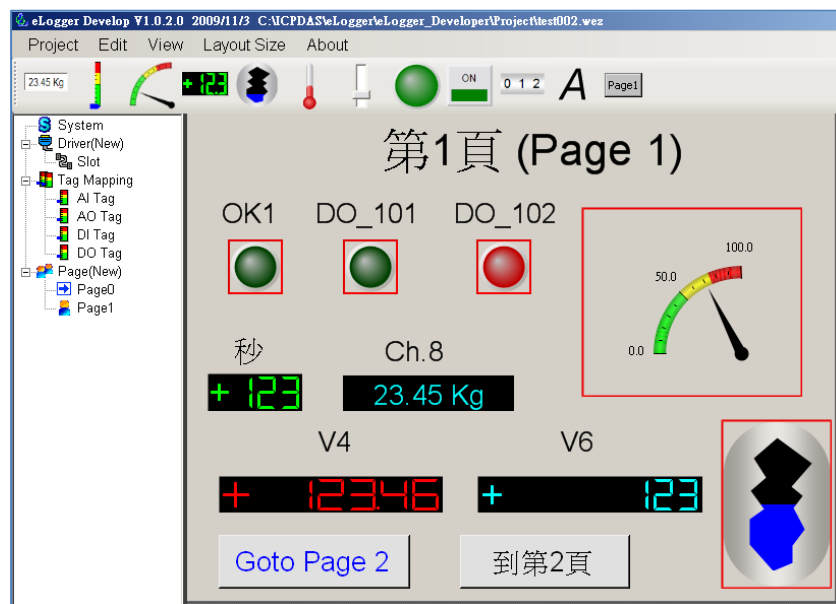 eLogger Develop V1.0.2.0 2009/11/3 C:\ICPDAS\eLogger\eLogger_Developer\Project\test002.wez
Project Edit View Layout Size About
23.45 Kg +12.3 ON 0 1 2 A Page1
System
Driver(New)
Slot
Tag Mapping
AI Tag
AO Tag
DI Tag
DO Tag
Page(New)
Page0
Page1
第1頁 (Page 1)
OK1 DO_101 DO_102
100.0
50.0
0.0
秒 Ch.8
+123 23.45 Kg
V4 V6
+ 123.46 + 123
Goto Page 2 到第2頁